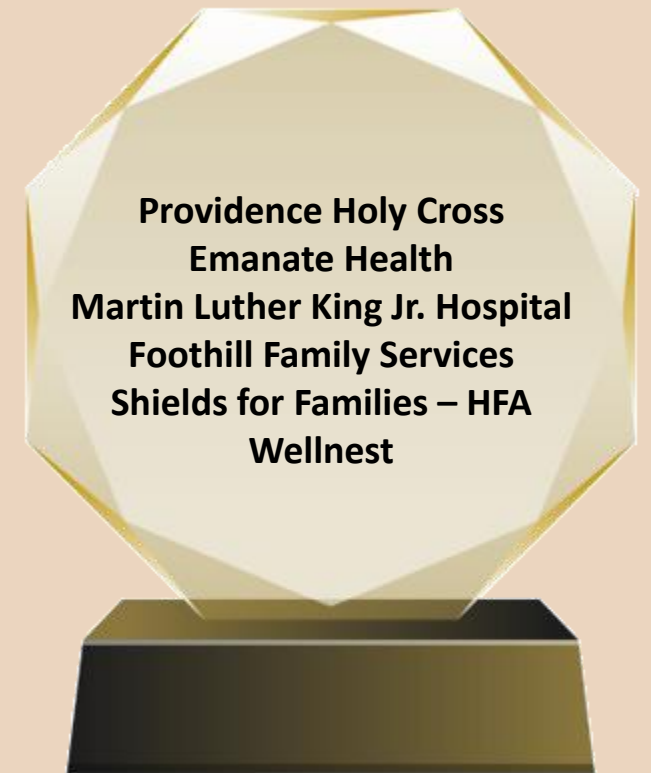 Providence Holy Cross
Emanate Health
Martin Luther King Jr. Hospital
Foothill Family Services
Shields for Families – HFA
Wellnest